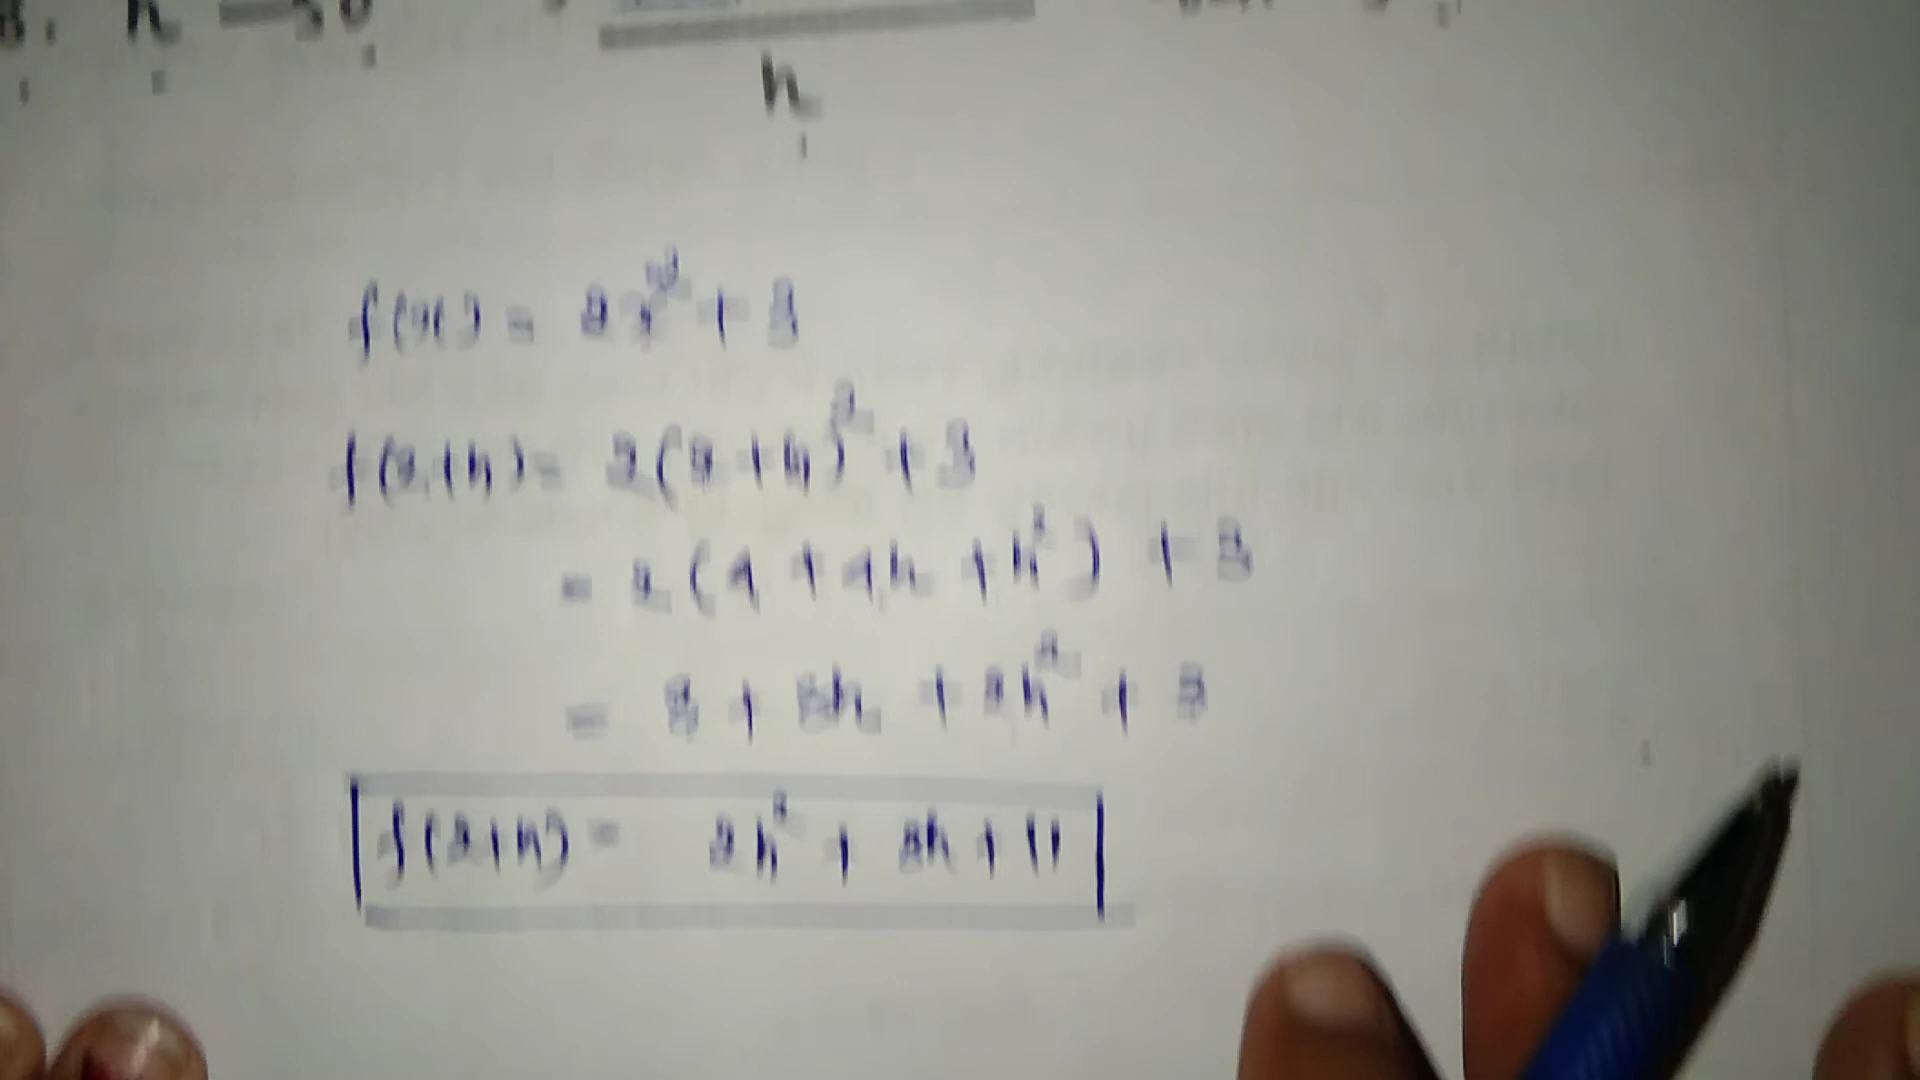 h
f(x) = 2x² + 3
f(2+h) = 2(2+h)² + 3
= 2(4 + 4h + h²) + 3
= 8 + 8h + 2h² + 3
f(2+h) = 2h² + 8h + 11